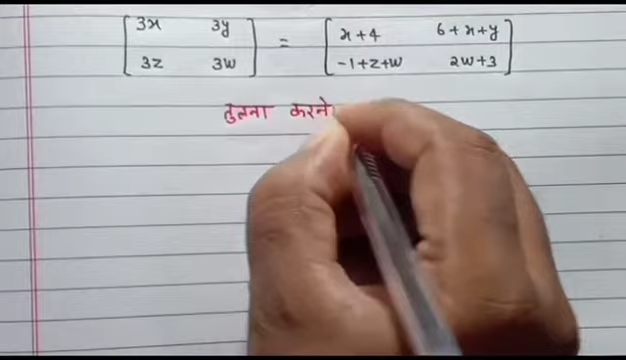 [3x 3y] = [x+4 6+x+y]
[3z 3w] [-1+z+w 2w+3]
तुलना करने